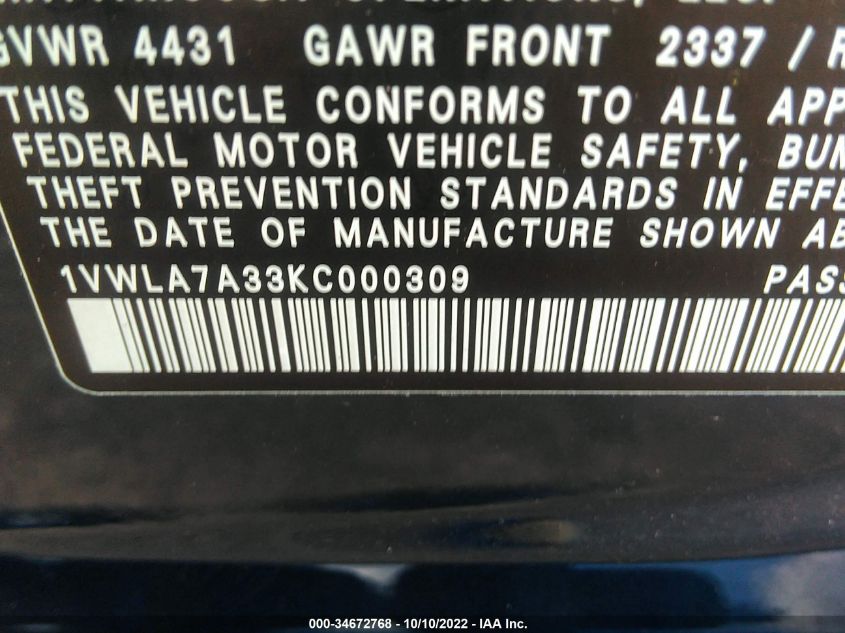 GVWR 4431 GAWR FRONT 2337 / R
THIS VEHICLE CONFORMS TO ALL APP
FEDERAL MOTOR VEHICLE SAFETY, BUM
THEFT PREVENTION STANDARDS IN EFFE
THE DATE OF MANUFACTURE SHOWN AB
1VWLA7A33KC000309 PASS
000-34672768 - 10/10/2022 - IAA Inc.